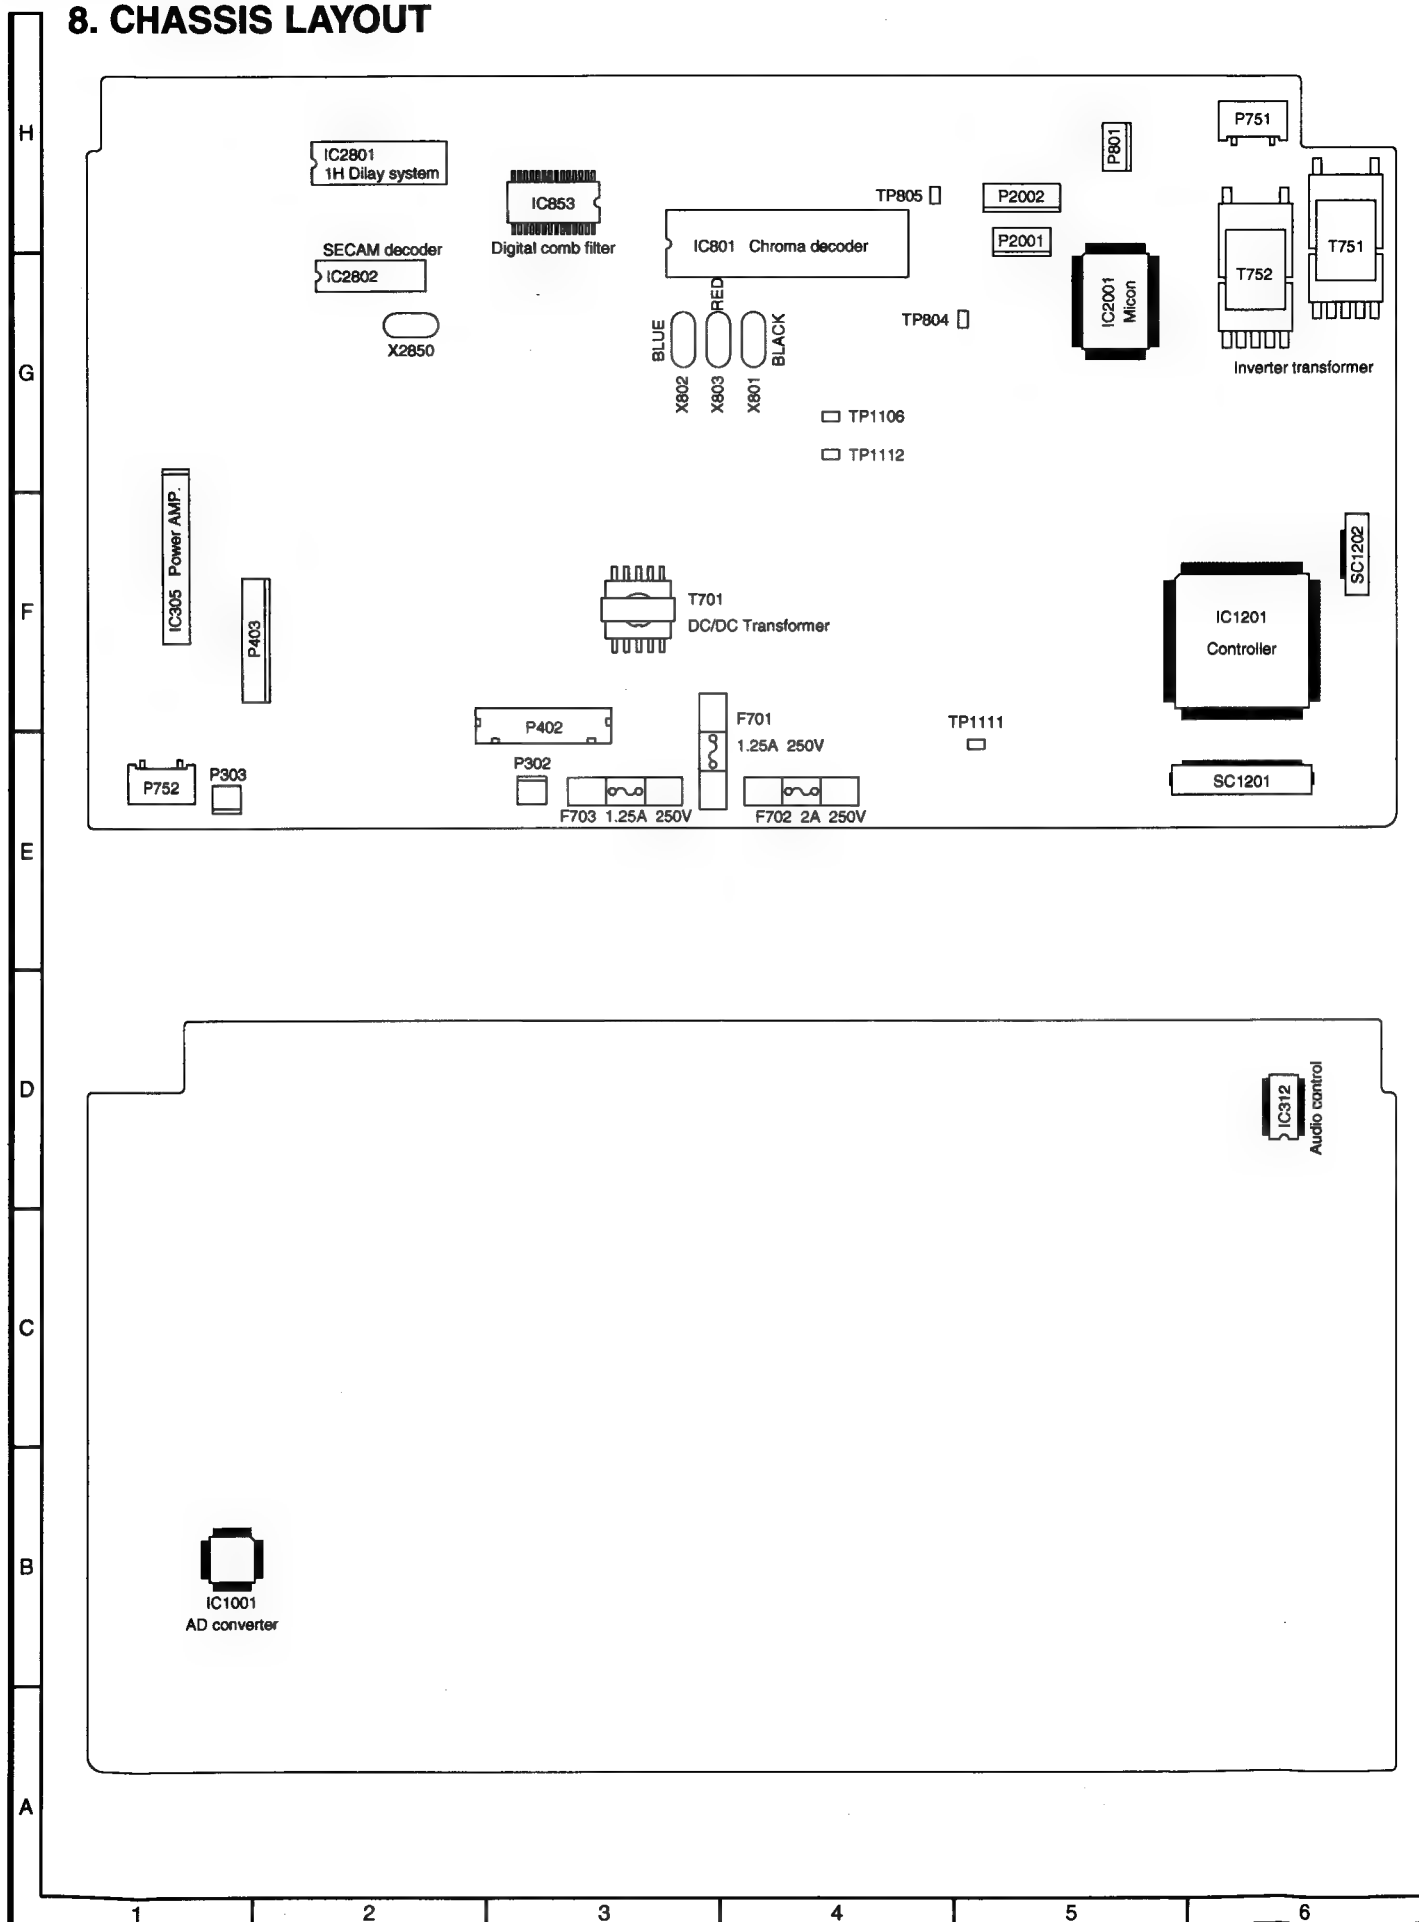 8. CHASSIS LAYOUT
H
P751
P801
IC2801
1H Dilay system
IC853
Digital comb filter
TP805
P2002
P2001
IC801 Chroma decoder
T751
T752
Inverter transformer
SECAM decoder
IC2802
X2850
IC2001
Micon
TP804
G
BLUE
RED
BLACK
X802
X803
X801
TP1106
TP1112
IC305 Power AMP.
P403
F
T701
DC/DC Transformer
SC1202
IC1201
Controller
P402
F701
1.25A 250V
TP1111
P752
P303
P302
F703 1.25A 250V
F702 2A 250V
SC1201
E
D
IC312
Audio control
C
B
IC1001
AD converter
A
1 2 3 4 5 6